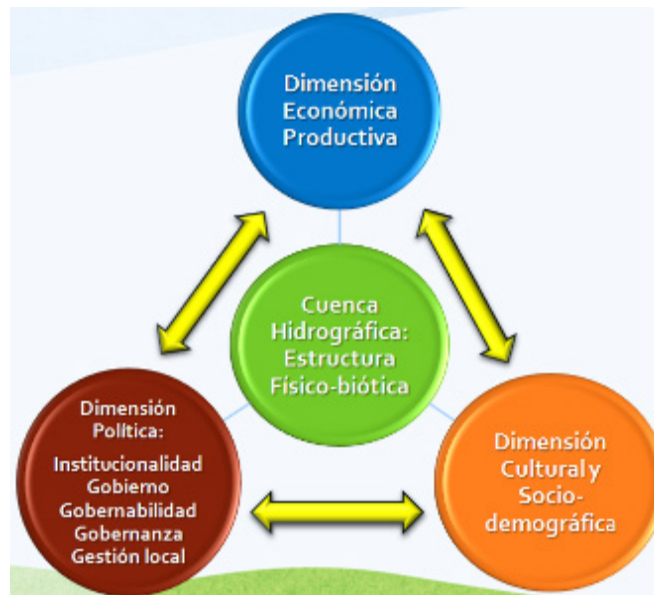 Dimensión
Económica
Productiva
Cuenca
Hidrográfica:
Estructura
Físico-biótica
Dimensión
Política:
Institucionalidad
Gobierno
Gobernabilidad
Gobernanza
Gestión local
Dimensión
Cultural y
Socio-
demográfica